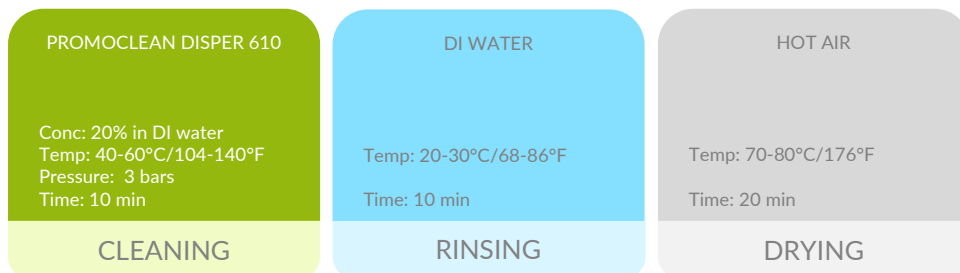 PROMOCLEAN DISPER 610
Conc: 20% in DI water
Temp: 40-60°C/104-140°F
Pressure: 3 bars
Time: 10 min
CLEANING
DI WATER
Temp: 20-30°C/68-86°F
Time: 10 min
RINSING
HOT AIR
Temp: 70-80°C/176°F
Time: 20 min
DRYING